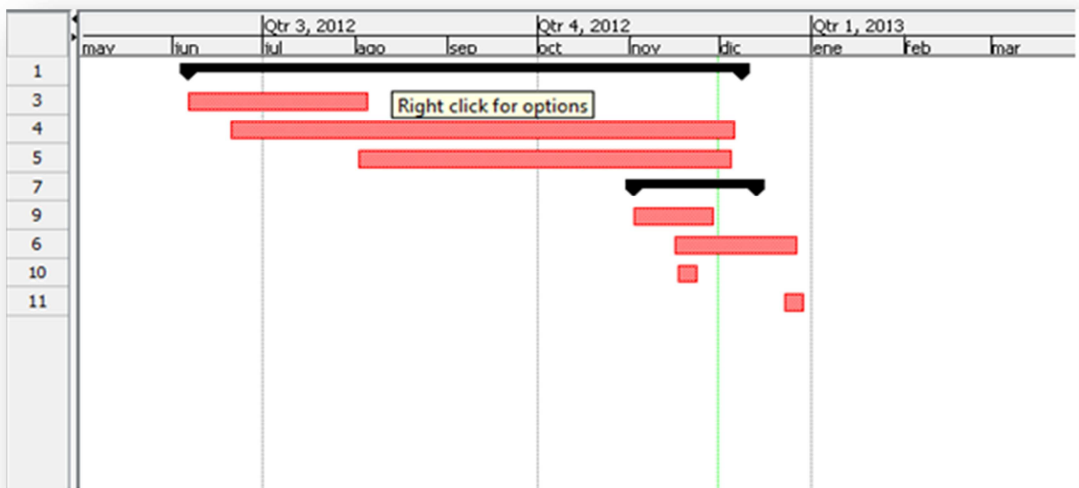 Qtr 3, 2012 Qtr 4, 2012 Qtr 1, 2013
may jun jul ago sep oct nov dic ene feb mar
1
3 Right click for options
4
5
7
9
6
10
11